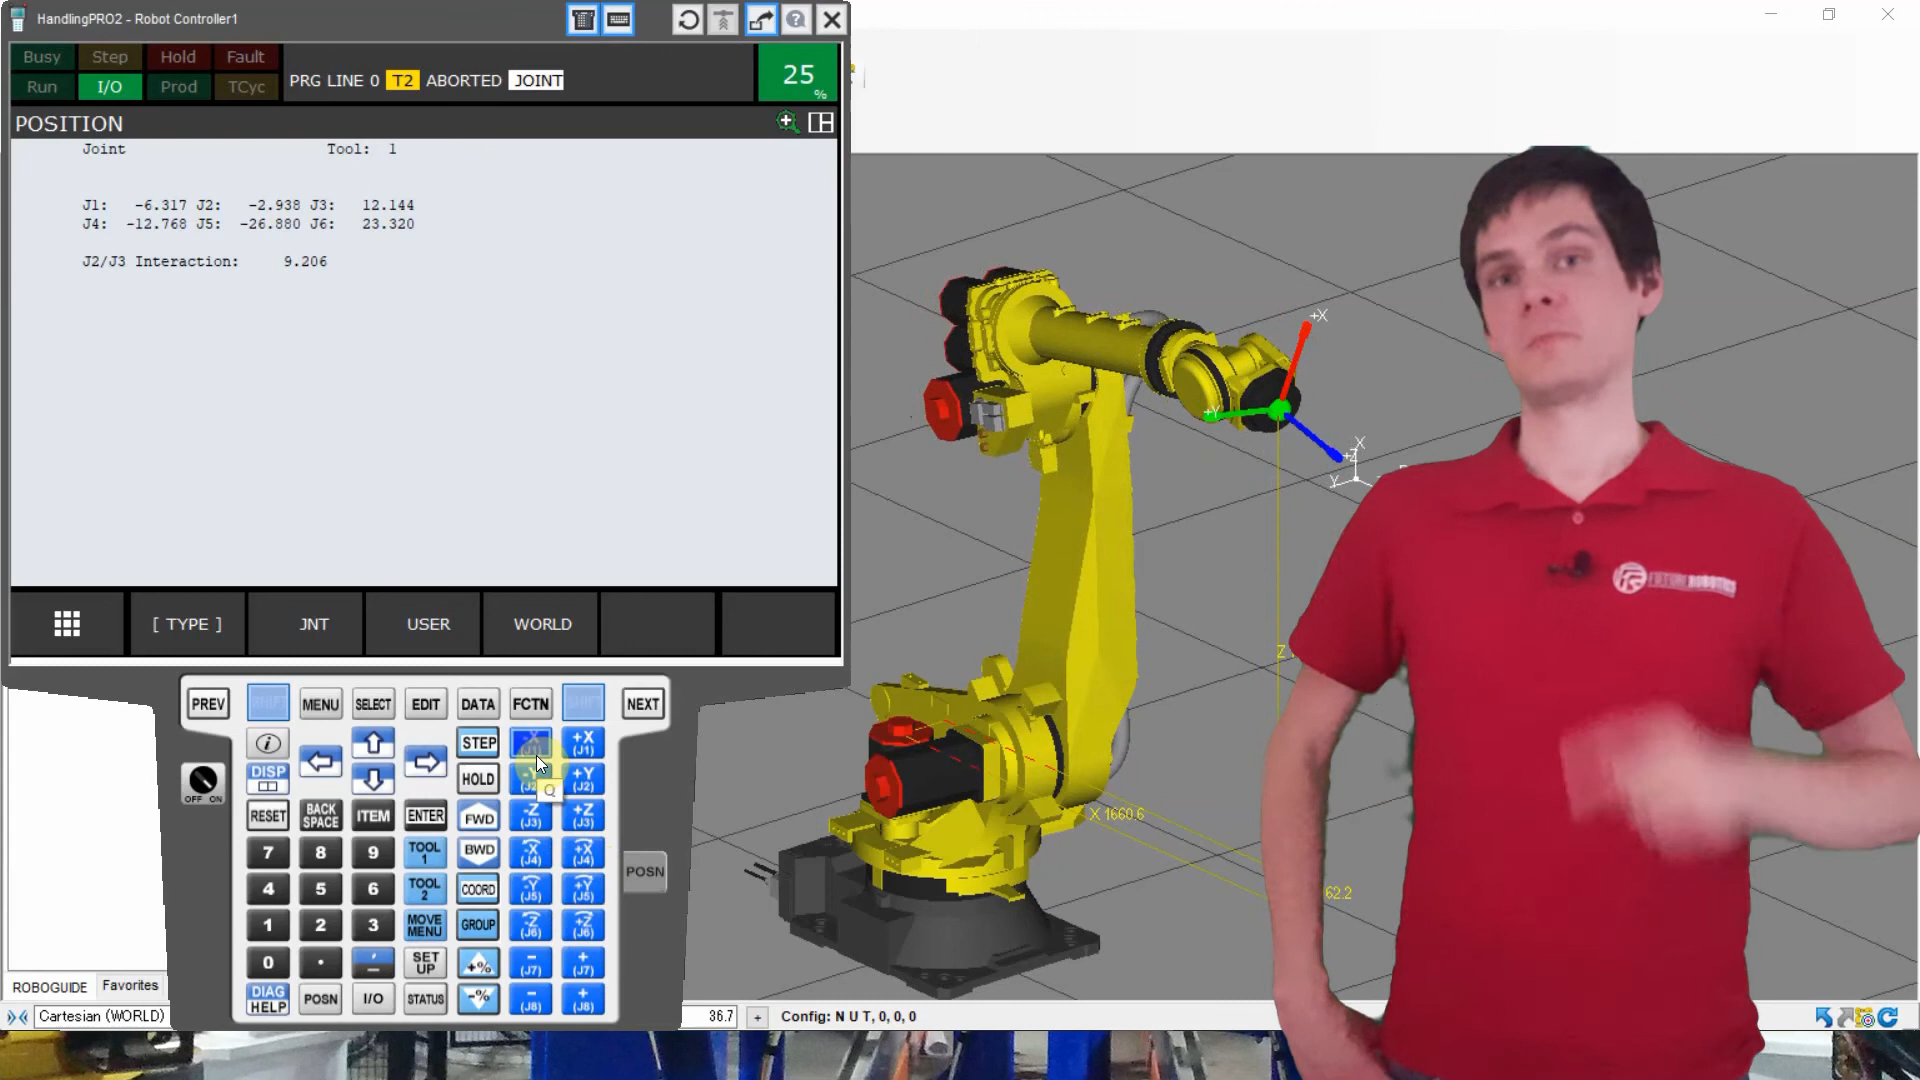 HandlingPRO2 - Robot Controller1
Busy Step Hold Fault
Run I/O Prod TCyc
PRG LINE 0 T2 ABORTED JOINT
25 %
POSITION
Joint Tool: 1
J1: -6.317 J2: -2.938 J3: 12.144
J4: -12.768 J5: -26.880 J6: 23.320
J2/J3 Interaction: 9.206
[ TYPE ] JNT USER WORLD
PREV MENU SELECT EDIT DATA FCTN NEXT
STEP -X (J1) +X (J1)
DISP HOLD (J2) +Y (J2)
OFF ON
RESET BACK SPACE ITEM ENTER FWD -Z (J3) +Z (J3)
7 8 9 TOOL 1 BWD -X (J4) +X (J4)
POSN
4 5 6 TOOL 2 COORD -Y (J5) +Y (J5)
1 2 3 MOVE MENU GROUP -Z (J6) +Z (J6)
0 . SET UP +% - (J7) + (J7)
DIAG HELP POSN I/O STATUS -% - (J8) + (J8)
Q
+X
+Y
+Z
X
Y
Z
X 1660.6
62.2
FUTURE ROBOTICS
ROBOGUIDE Favorites
Cartesian (WORLD) 36.7 + Config: N U T, 0, 0, 0